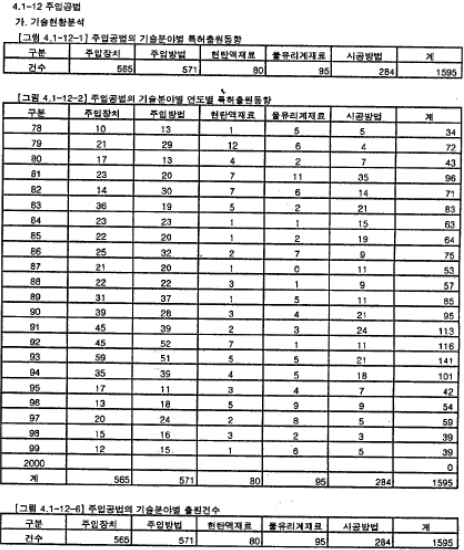 4.1-12 주입공법
가. 기술현황분석
[그림 4.1-12-1] 주입공법의 기술분야별 특허출원동향
구분 주입장치 주입방법 현탁액재료 물유리계재료 시공방법 계
건수 565 571 80 95 284 1595
[그림 4.1-12-2] 주입공법의 기술분야별 연도별 특허출원동향
구분 주입장치 주입방법 현탁액재료 물유리계재료 시공방법 계
78 10 13 1 5 5 34
79 21 29 12 6 4 72
80 17 13 4 2 7 43
81 23 20 7 11 35 96
82 14 30 7 6 14 71
83 36 19 5 2 21 83
84 23 23 1 1 15 63
85 22 20 1 2 19 64
86 25 32 2 7 9 75
87 21 20 1 0 11 53
88 22 22 3 1 9 57
89 31 37 1 5 11 85
90 39 28 3 4 21 95
91 45 39 2 3 24 113
92 45 52 7 1 11 116
93 59 51 5 5 21 141
94 35 39 4 5 18 101
95 17 11 3 4 7 42
96 13 18 5 9 9 54
97 20 24 2 8 5 59
98 15 16 3 2 3 39
99 12 15 1 6 5 39
2000 0
계 565 571 80 95 284 1595
[그림 4.1-12-6] 주입공법의 기술분야별 출원건수
구분 주입장치 주입방법 현탁액재료 물유리계재료 시공방법 계
건수 565 571 80 95 284 1595